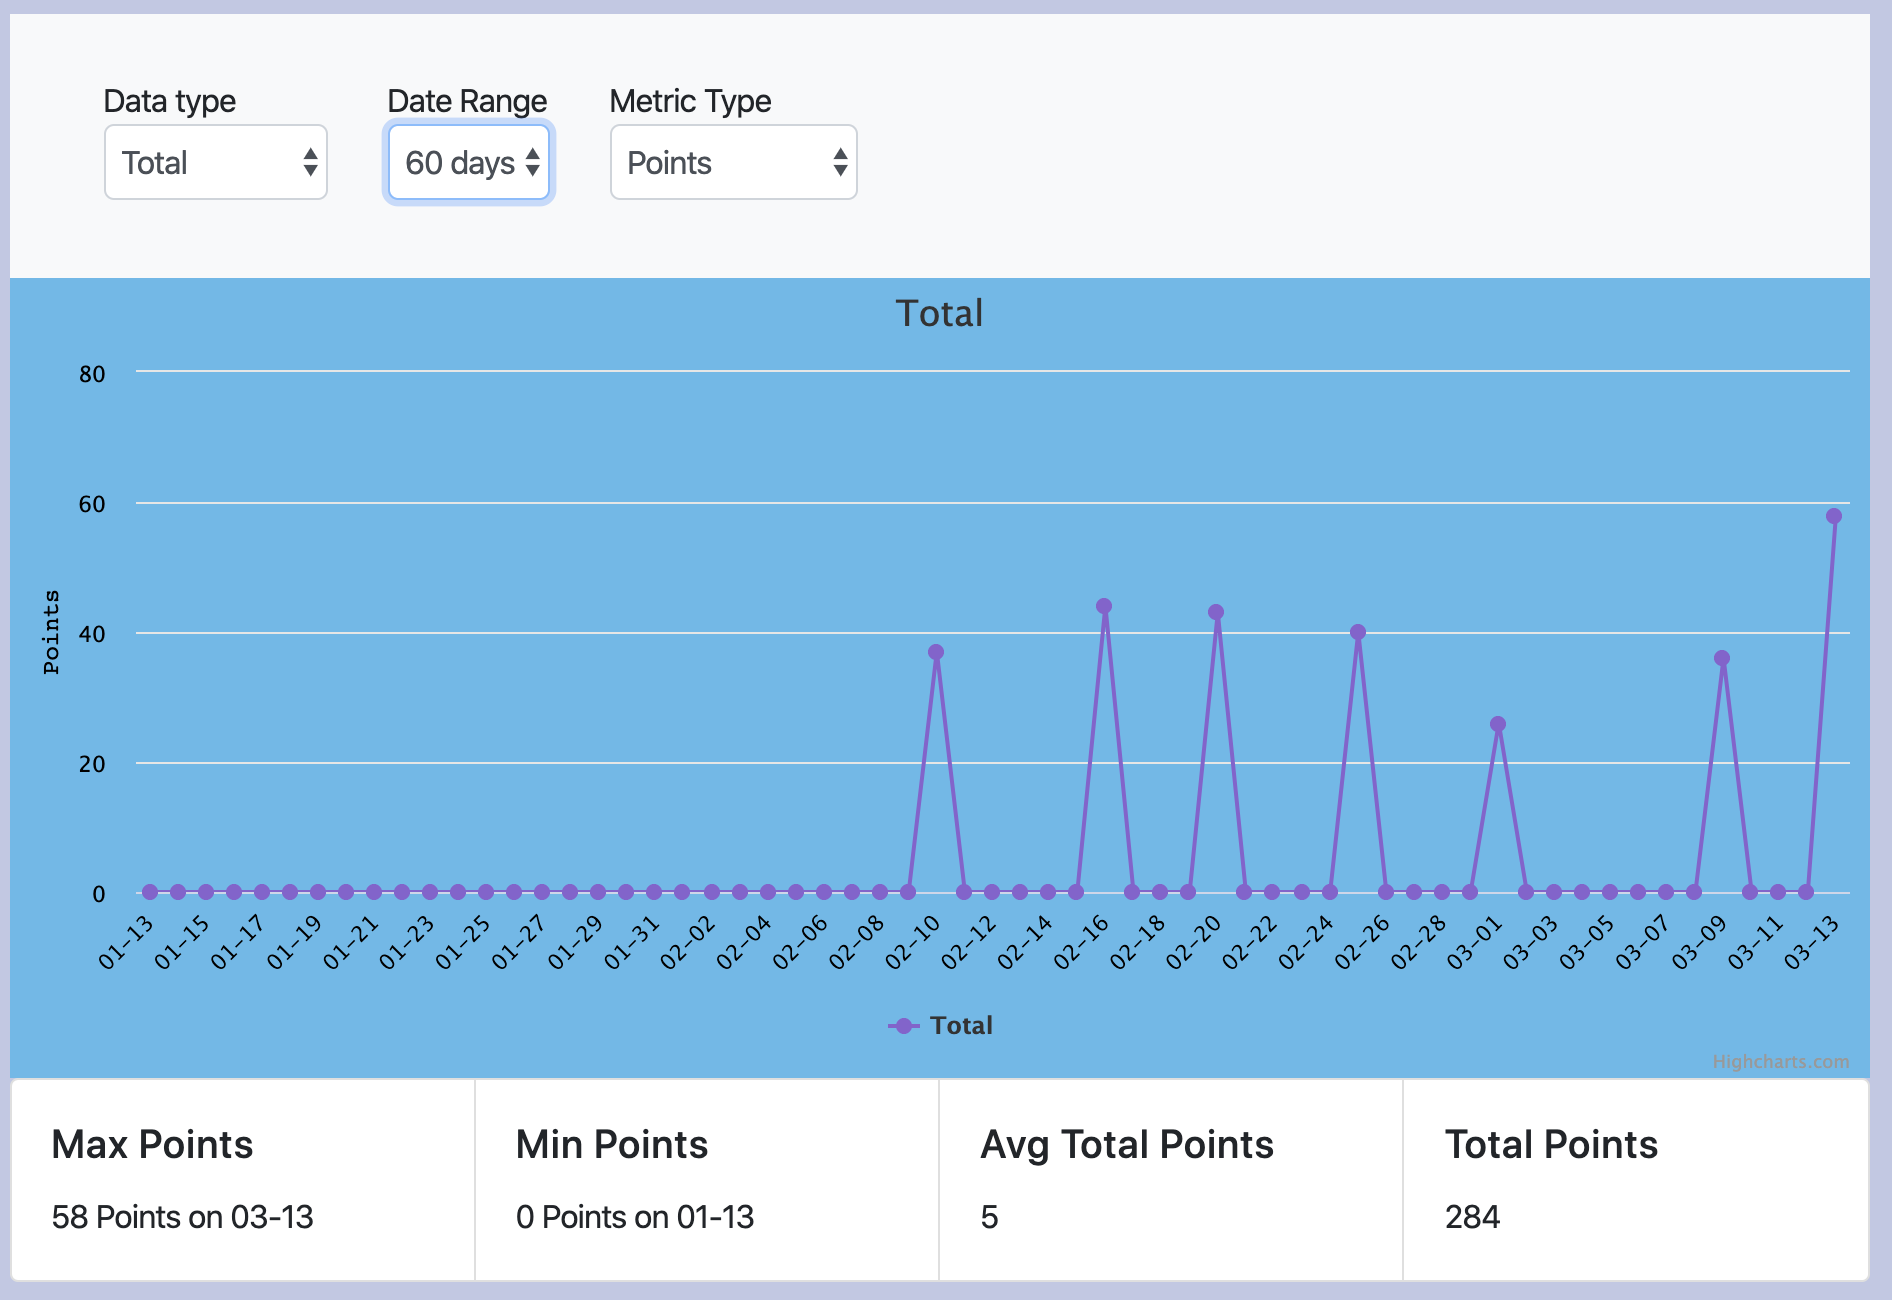 Data type Date Range Metric Type
Total 60 days Points
Total
80
60
40
20
0
Points
01-13 01-15 01-17 01-19 01-21 01-23 01-25 01-27 01-29 01-31 02-02 02-04 02-06 02-08 02-10 02-12 02-14 02-16 02-18 02-20 02-22 02-24 02-26 02-28 03-01 03-03 03-05 03-07 03-09 03-11 03-13
Total
Highcharts.com
Max Points Min Points Avg Total Points Total Points
58 Points on 03-13 0 Points on 01-13 5 284